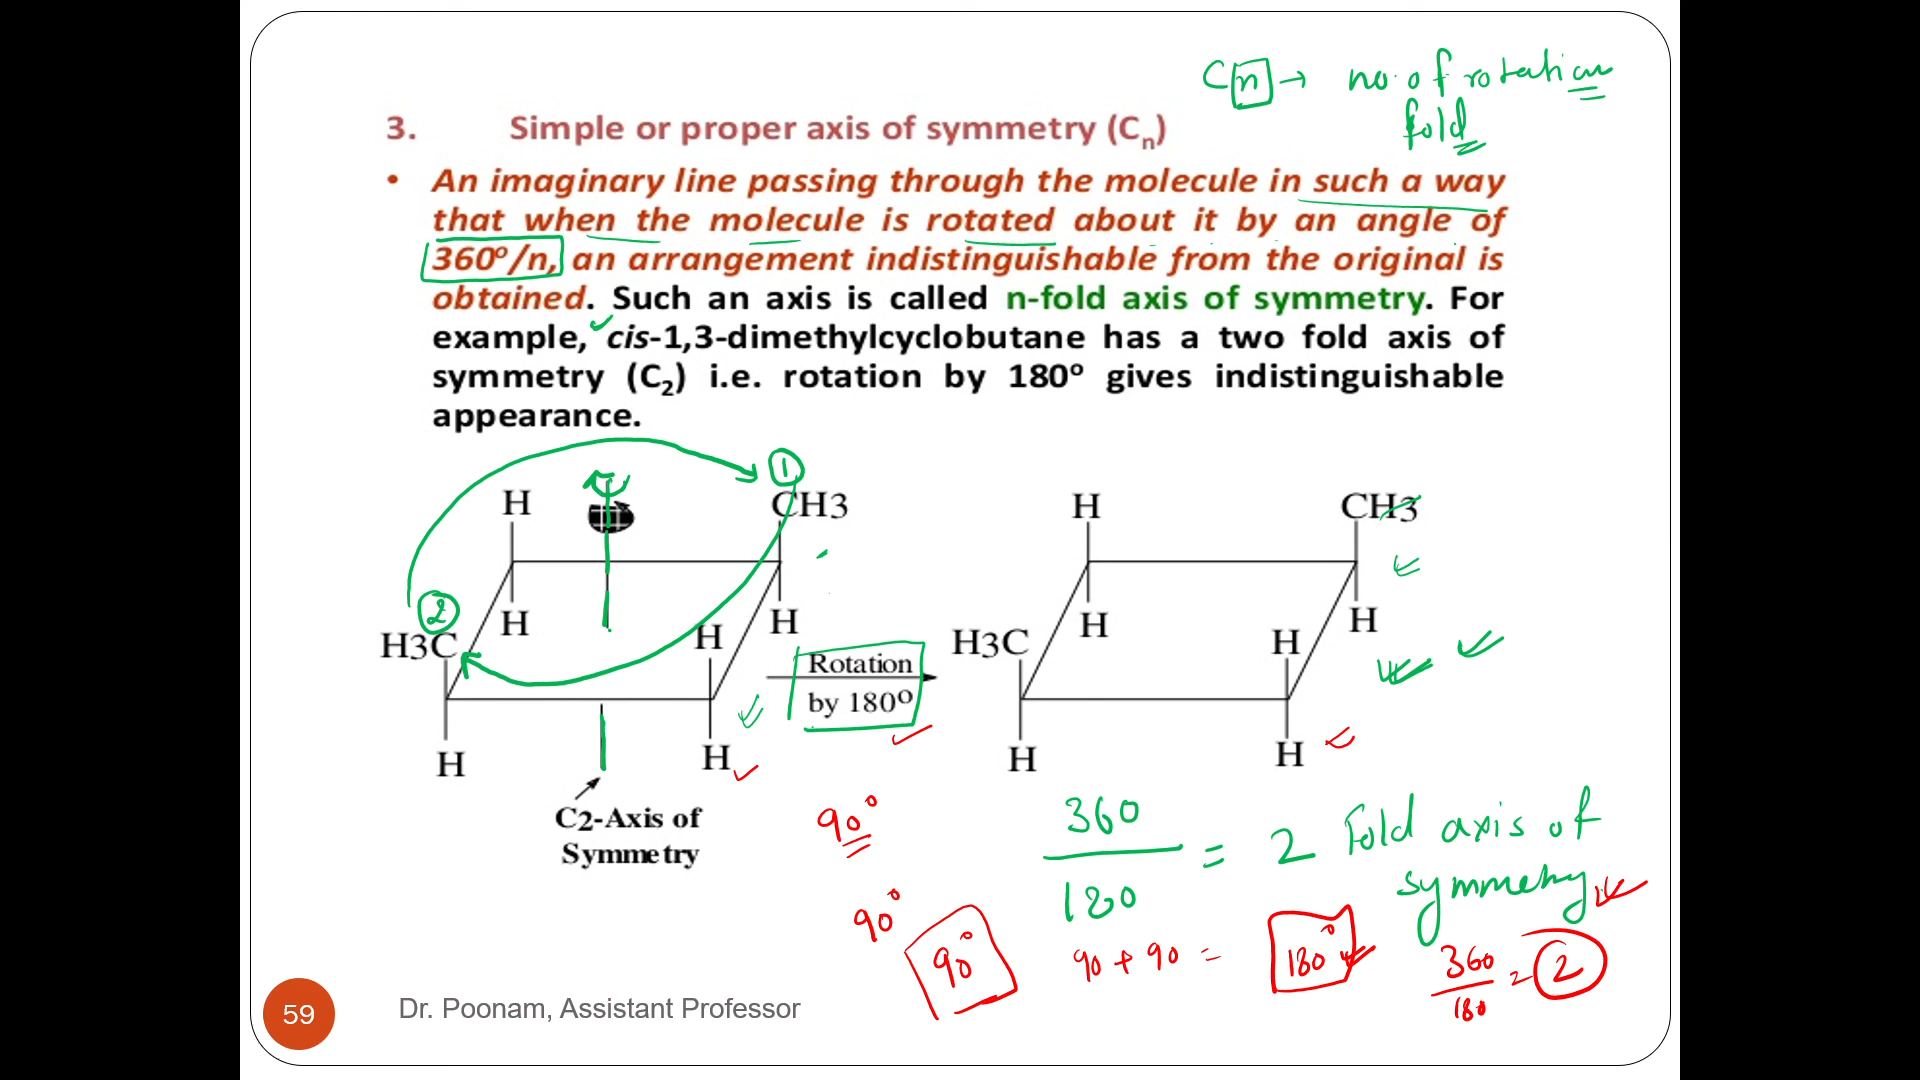 Cn → no. of rotation
fold
3. Simple or proper axis of symmetry (Cn)
• An imaginary line passing through the molecule in such a way
that when the molecule is rotated about it by an angle of
360º/n, an arrangement indistinguishable from the original is
obtained. Such an axis is called n-fold axis of symmetry. For
example, cis-1,3-dimethylcyclobutane has a two fold axis of
symmetry (C2) i.e. rotation by 180º gives indistinguishable
appearance.
1
H CH3 H CH3
2
H H H H
H3C H H3C H
Rotation
by 180º
H H H H
C2-Axis of
Symmetry
90°
360
180
= 2 Fold axis of
symmetry
90°
90°
90 + 90 = 180°
360
180
= 2
59 Dr. Poonam, Assistant Professor